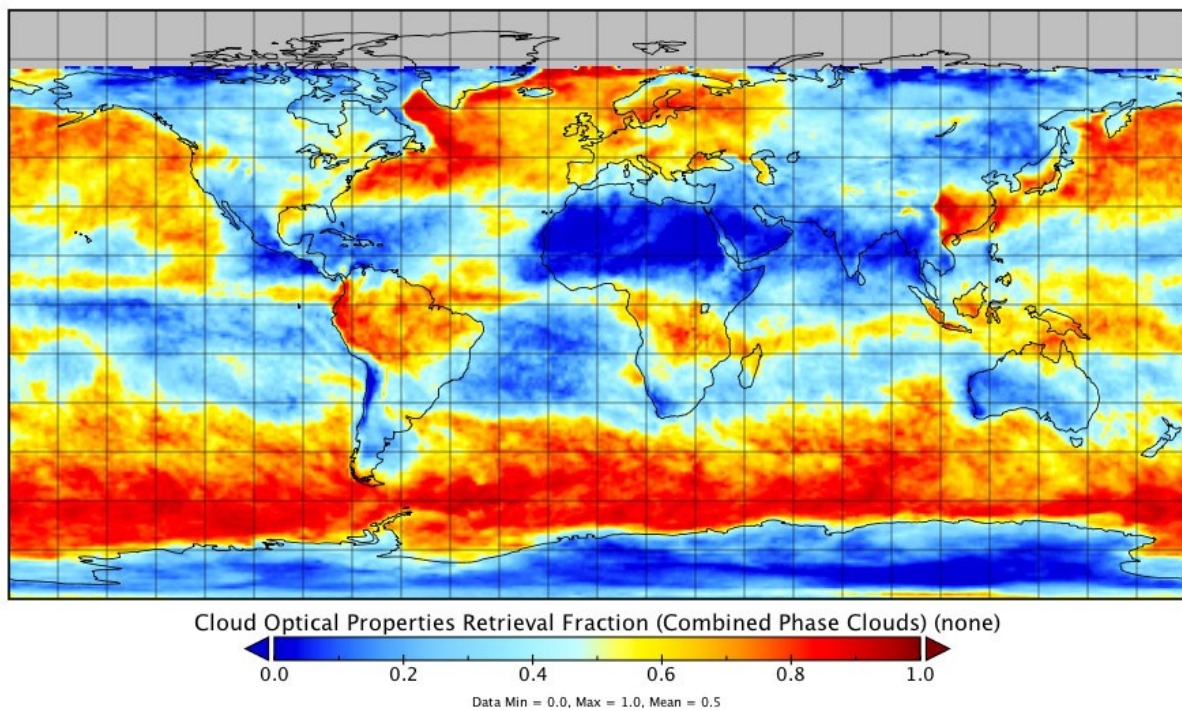 Cloud Optical Properties Retrieval Fraction (Combined Phase Clouds) (none)
0.0 0.2 0.4 0.6 0.8 1.0
Data Min = 0.0, Max = 1.0, Mean = 0.5